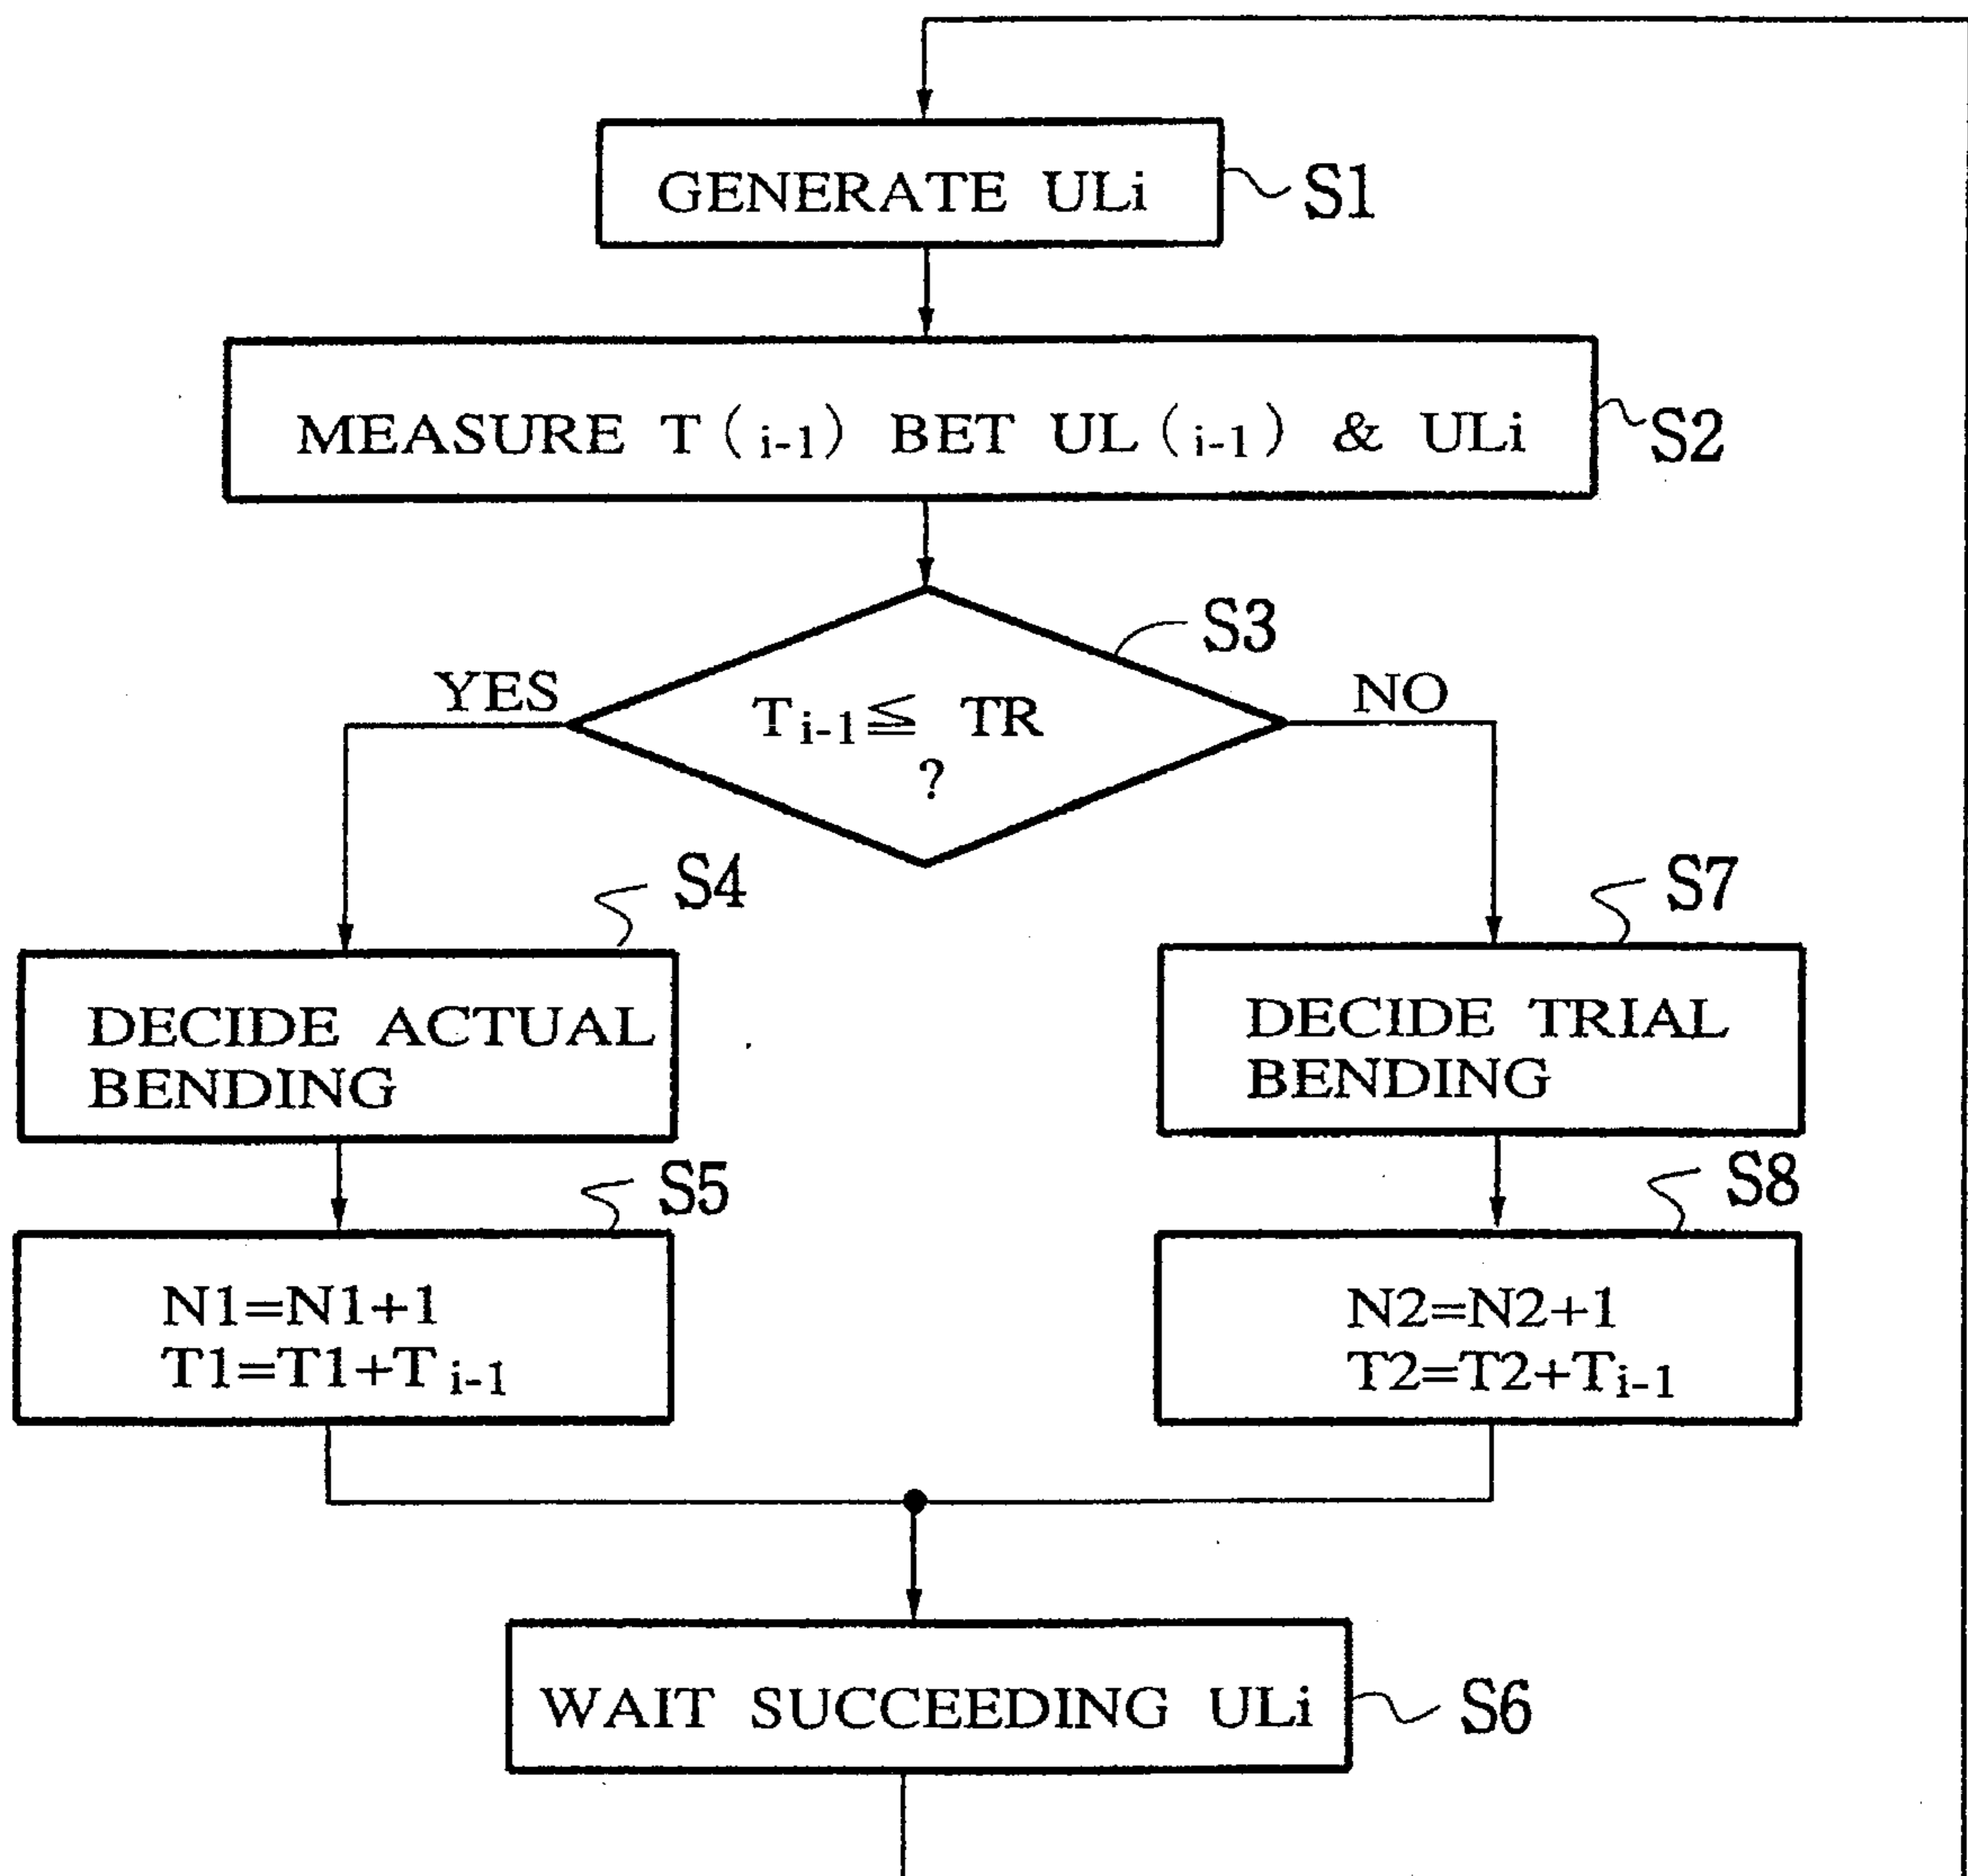 GENERATE ULi
S1
MEASURE T(i-1) BET UL(i-1) & ULi
S2
S3
YES
Ti-1≦ TR
?
NO
S4
DECIDE ACTUAL
BENDING
S7
DECIDE TRIAL
BENDING
S5
N1=N1+1
T1=T1+Ti-1
S8
N2=N2+1
T2=T2+Ti-1
WAIT SUCCEEDING ULi
S6